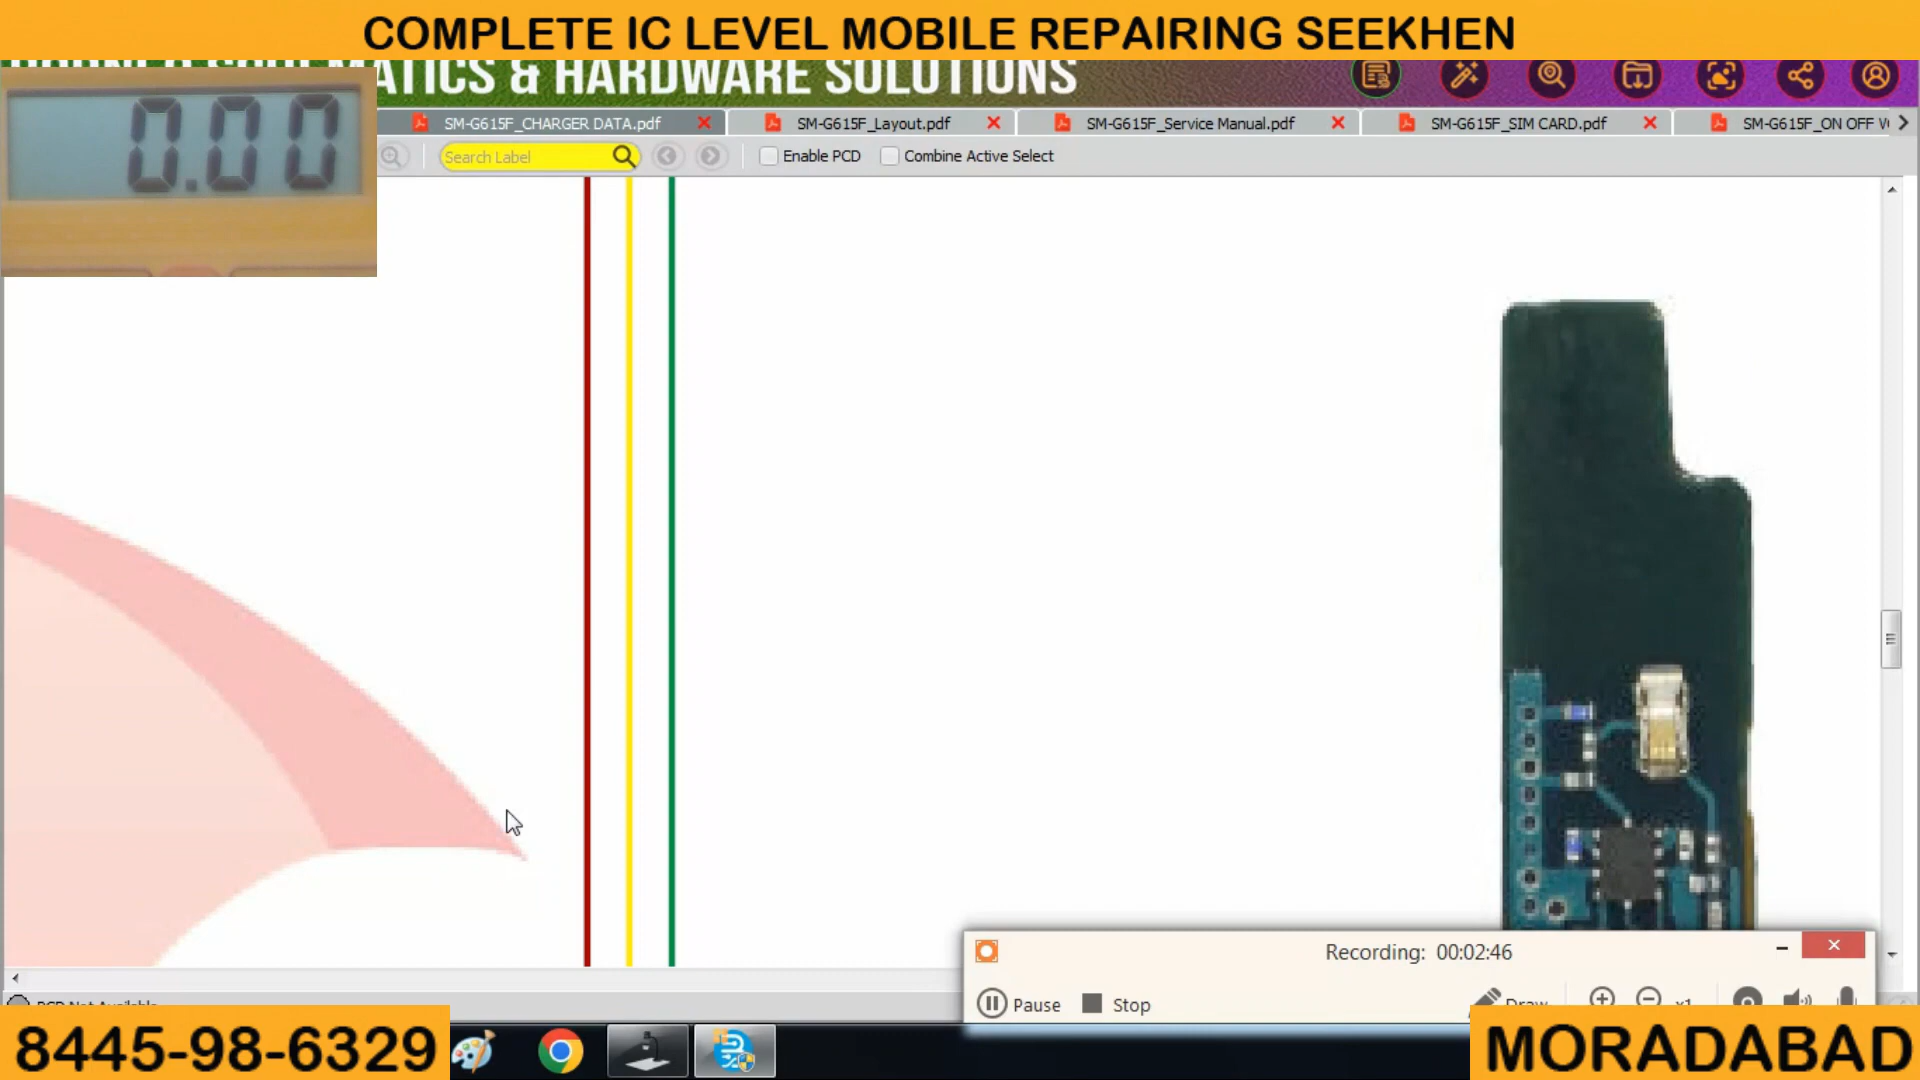 COMPLETE IC LEVEL MOBILE REPAIRING SEEKHEN
& HARDWARE SOLUTIONS
0.00
SM-G615F_CHARGER DATA.pdf
SM-G615F_Layout.pdf
SM-G615F_Service Manual.pdf
SM-G615F_SIM CARD.pdf
SM-G615F_ON OFF
Search Label
Enable PCD
Combine Active Select
Recording: 00:02:46
Pause
Stop
Draw
x1
8445-98-6329
MORADABAD